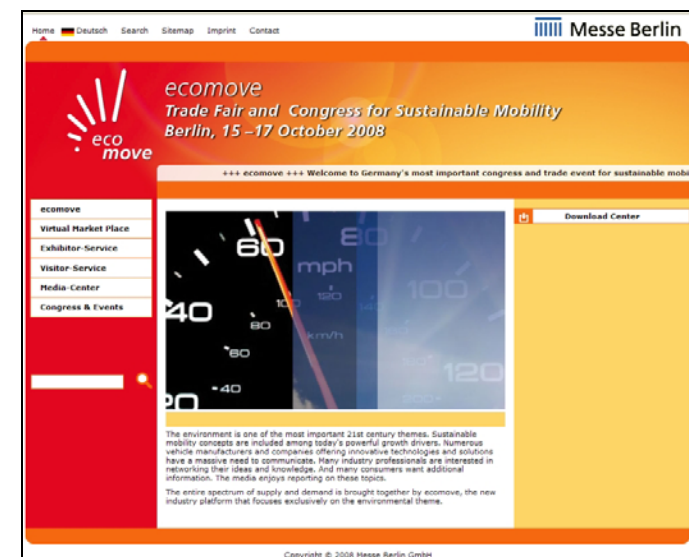 Home Deutsch Search Sitemap Imprint Contact
Messe Berlin
ecomove
Trade Fair and Congress for Sustainable Mobility
Berlin, 15 –17 October 2008
eco
move
+++ ecomove +++ Welcome to Germany's most important congress and trade event for sustainable mobi
ecomove
Virtual Market Place
Exhibitor-Service
Visitor-Service
Media-Center
Congress & Events
Download Center
60
80
mph
100
120
140
100
40
80
km/h
60
120
40
20
The environment is one of the most important 21st century themes. Sustainable
mobility concepts are included among today's powerful growth drivers. Numerous
vehicle manufacturers and companies offering innovative technologies and solutions
have a massive need to communicate. Many industry professionals are interested in
networking their ideas and knowledge. And many consumers want additional
information. The media enjoys reporting on these topics.
The entire spectrum of supply and demand is brought together by ecomove, the new
industry platform that focuses exclusively on the environmental theme.
Copyright © 2008 Messe Berlin GmbH